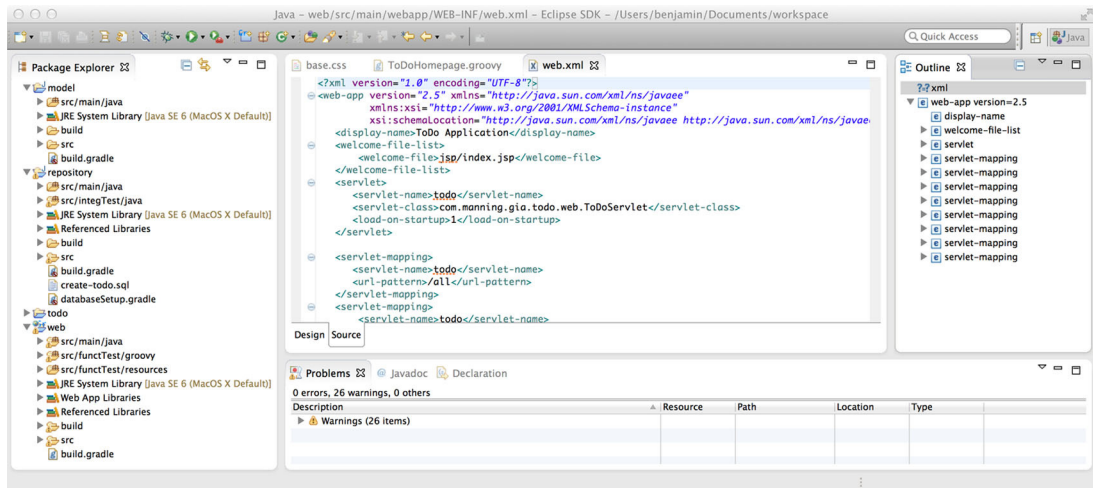 Java – web/src/main/webapp/WEB-INF/web.xml – Eclipse SDK – /Users/benjamin/Documents/workspace
Quick Access
Java
Package Explorer
model
src/main/java
JRE System Library [Java SE 6 (MacOS X Default)]
build
src
build.gradle
repository
src/main/java
src/integTest/java
JRE System Library [Java SE 6 (MacOS X Default)]
Referenced Libraries
build
src
build.gradle
create-todo.sql
databaseSetup.gradle
todo
web
src/main/java
src/functTest/groovy
src/functTest/resources
JRE System Library [Java SE 6 (MacOS X Default)]
Web App Libraries
Referenced Libraries
build
src
build.gradle
base.css ToDoHomepage.groovy web.xml
<?xml version="1.0" encoding="UTF-8"?>
<web-app version="2.5" xmlns="http://java.sun.com/xml/ns/javaee"
xmlns:xsi="http://www.w3.org/2001/XMLSchema-instance"
xsi:schemaLocation="http://java.sun.com/xml/ns/javaee http://java.sun.com/xml/ns/javaee
<display-name>ToDo Application</display-name>
<welcome-file-list>
<welcome-file>jsp/index.jsp</welcome-file>
</welcome-file-list>
<servlet>
<servlet-name>todo</servlet-name>
<servlet-class>com.manning.gia.todo.web.ToDoServlet</servlet-class>
<load-on-startup>1</load-on-startup>
</servlet>
<servlet-mapping>
<servlet-name>todo</servlet-name>
<url-pattern>/all</url-pattern>
</servlet-mapping>
<servlet-mapping>
<servlet-name>todo</servlet-name>
Design Source
Outline
?-? xml
web-app version=2.5
display-name
welcome-file-list
servlet
servlet-mapping
servlet-mapping
servlet-mapping
servlet-mapping
servlet-mapping
servlet-mapping
servlet-mapping
servlet-mapping
Problems Javadoc Declaration
0 errors, 26 warnings, 0 others
Description Resource Path Location Type
Warnings (26 items)